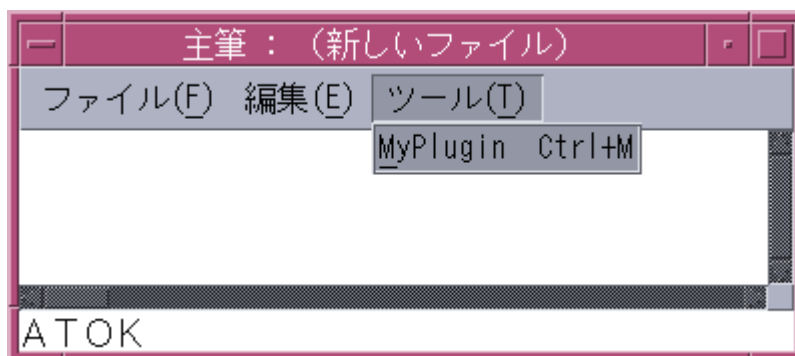 主筆 : （新しいファイル）
ファイル(F) 編集(E) ツール(T)
MyPlugin Ctrl+M
ＡＴＯＫ